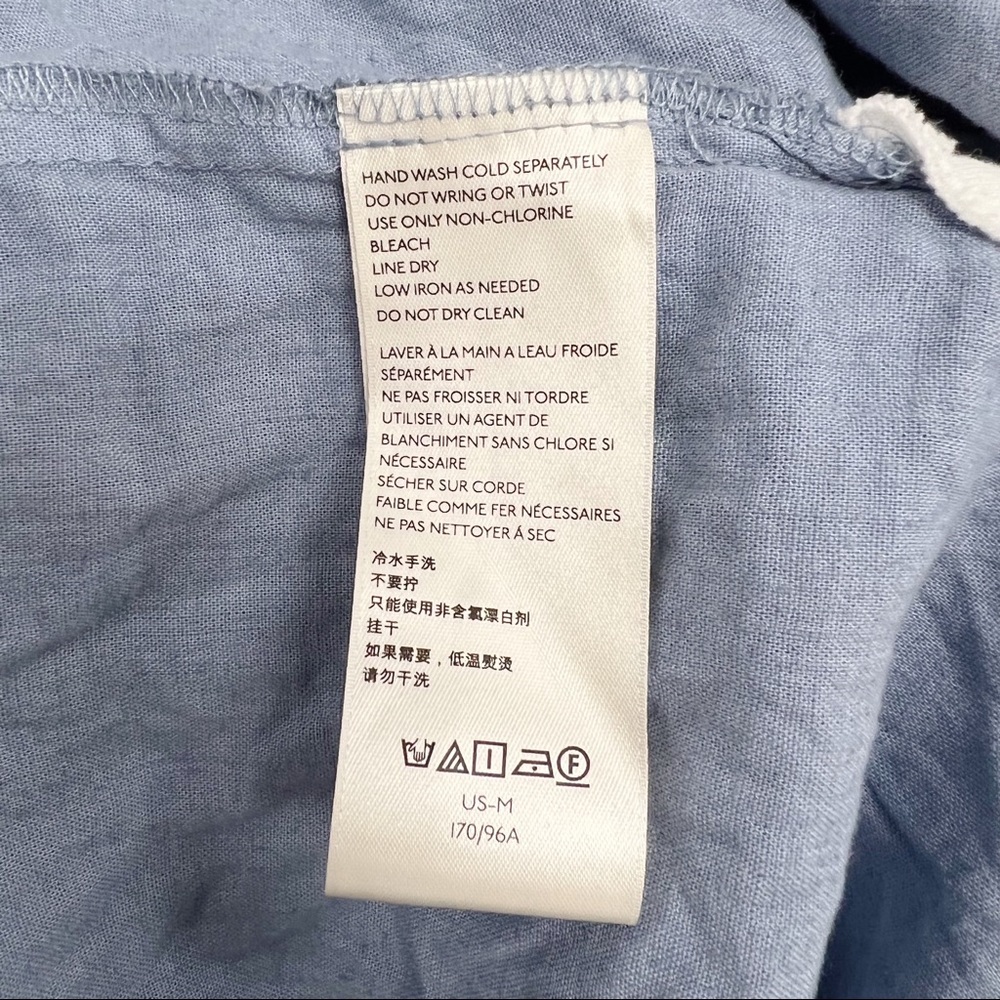 HAND WASH COLD SEPARATELY
DO NOT WRING OR TWIST
USE ONLY NON-CHLORINE
BLEACH
LINE DRY
LOW IRON AS NEEDED
DO NOT DRY CLEAN
LAVER À LA MAIN A LEAU FROIDE
SÉPARÉMENT
NE PAS FROISSER NI TORDRE
UTILISER UN AGENT DE
BLANCHIMENT SANS CHLORE SI
NÉCESSAIRE
SÉCHER SUR CORDE
FAIBLE COMME FER NÉCESSAIRES
NE PAS NETTOYER Á SEC
冷水手洗
不要拧
只能使用非含氯漂白剂
挂干
如果需要，低温熨烫
请勿干洗
F
US-M
170/96A